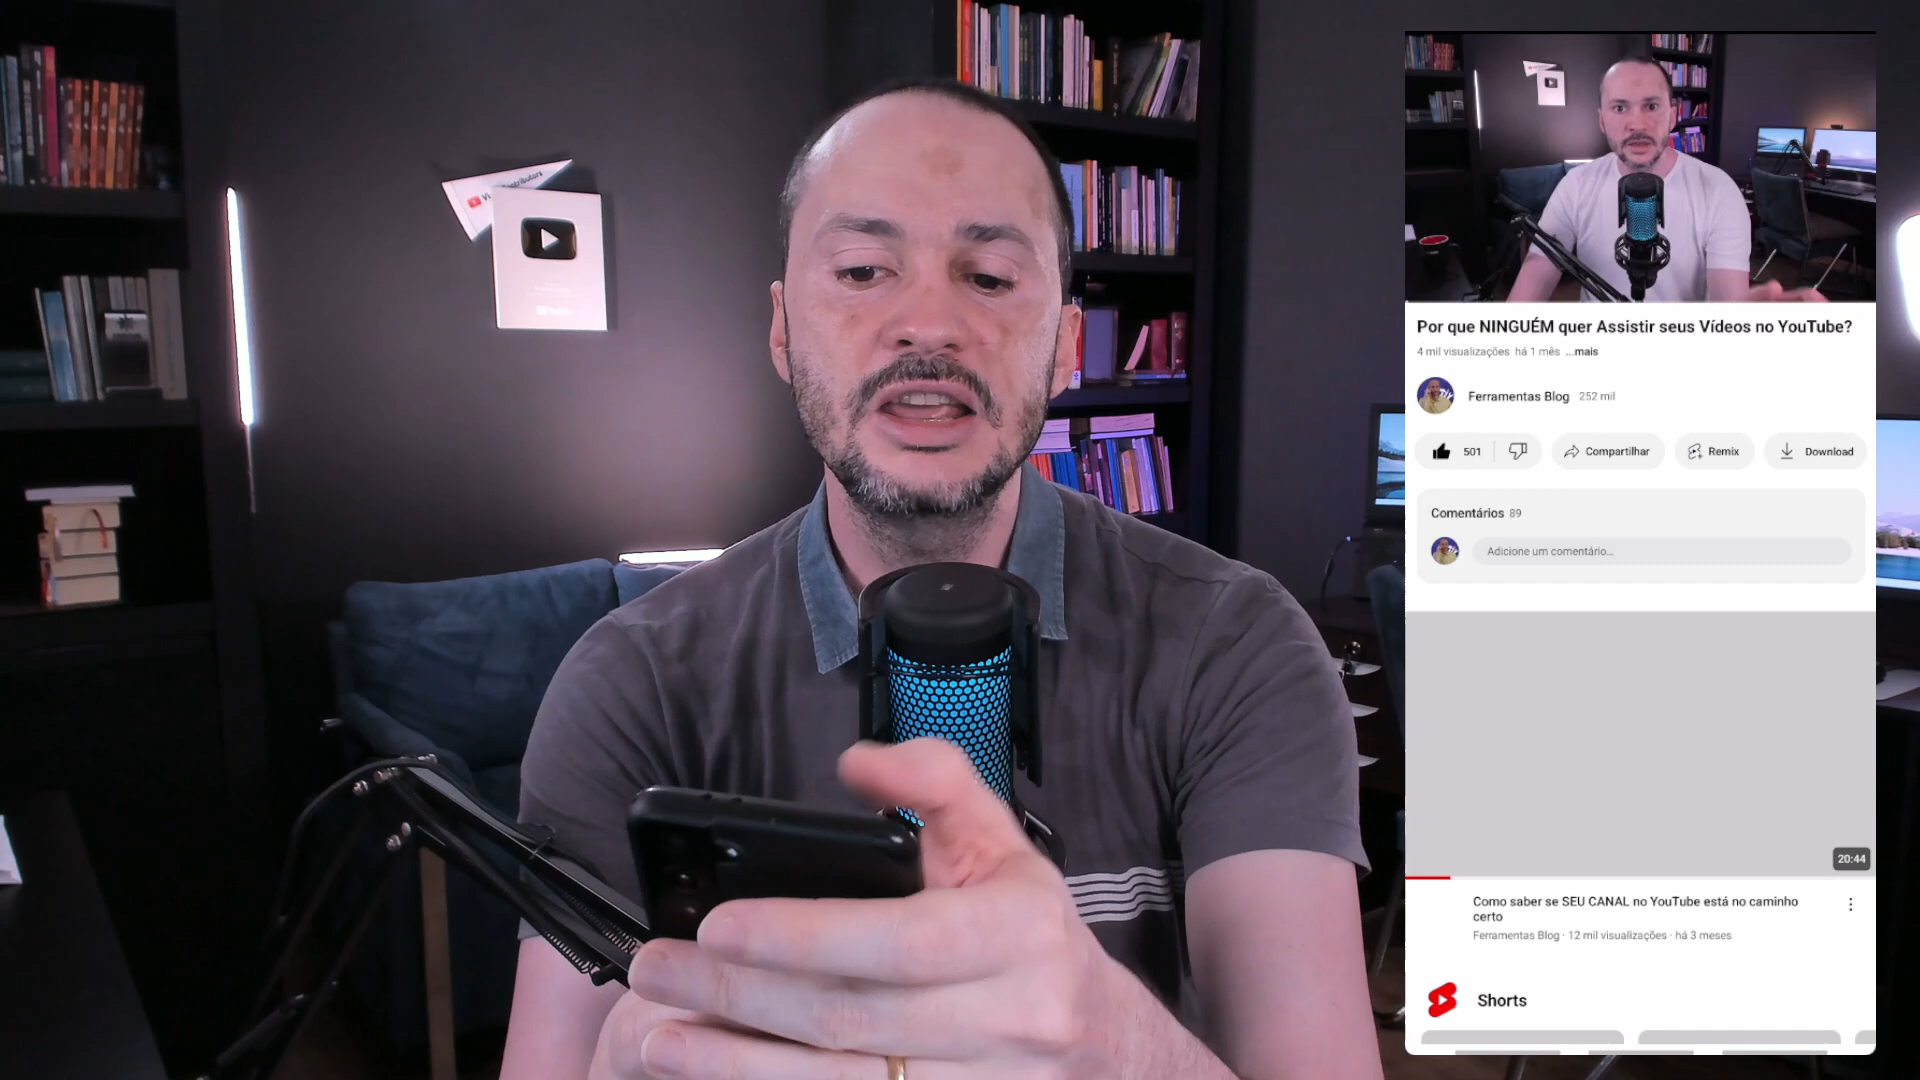 Contributors
YouTube
Por que NINGUÉM quer Assistir seus Vídeos no YouTube?
4 mil visualizações há 1 mês ...mais
Ferramentas Blog 252 mil
501
Compartilhar
Remix
Download
Comentários 89
Adicione um comentário...
20:44
Como saber se SEU CANAL no YouTube está no caminho
certo
Ferramentas Blog · 12 mil visualizações · há 3 meses
Shorts